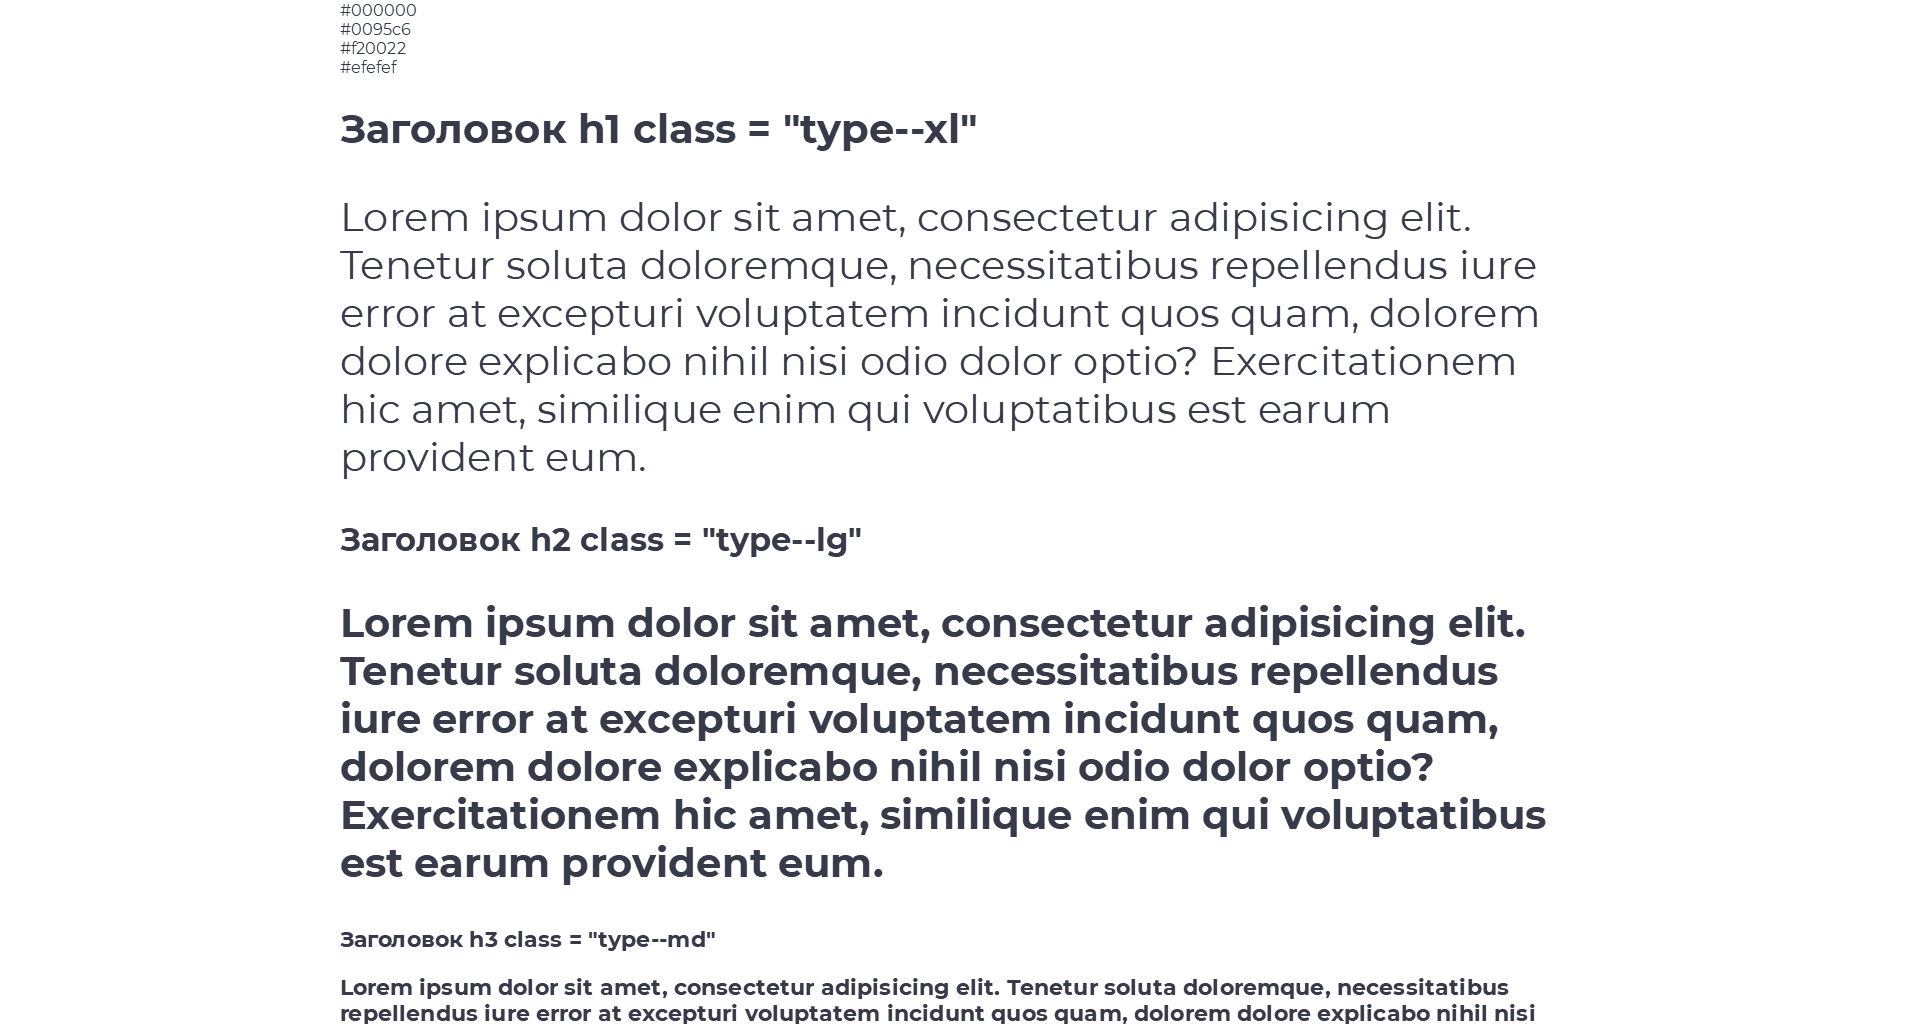 #000000
#0095c6
#f20022
#efefef
Заголовок h1 class = "type--xl"
Lorem ipsum dolor sit amet, consectetur adipisicing elit.
Tenetur soluta doloremque, necessitatibus repellendus iure
error at excepturi voluptatem incidunt quos quam, dolorem
dolore explicabo nihil nisi odio dolor optio? Exercitationem
hic amet, similique enim qui voluptatibus est earum
provident eum.
Заголовок h2 class = "type--lg"
Lorem ipsum dolor sit amet, consectetur adipisicing elit.
Tenetur soluta doloremque, necessitatibus repellendus
iure error at excepturi voluptatem incidunt quos quam,
dolorem dolore explicabo nihil nisi odio dolor optio?
Exercitationem hic amet, similique enim qui voluptatibus
est earum provident eum.
Заголовок h3 class = "type--md"
Lorem ipsum dolor sit amet, consectetur adipisicing elit. Tenetur soluta doloremque, necessitatibus
repellendus iure error at excepturi voluptatem incidunt quos quam, dolorem dolore explicabo nihil nisi